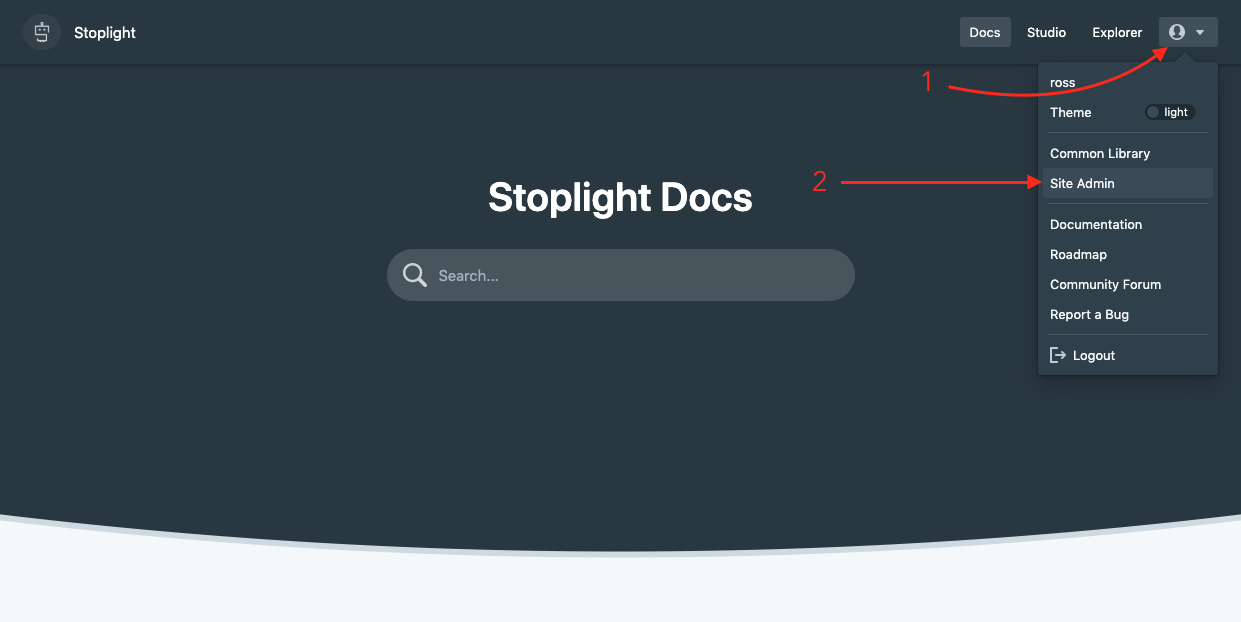 Stoplight
Docs Studio Explorer
1
ross
Theme light
Common Library
2
Site Admin
Stoplight Docs
Documentation
Roadmap
Search...
Community Forum
Report a Bug
Logout